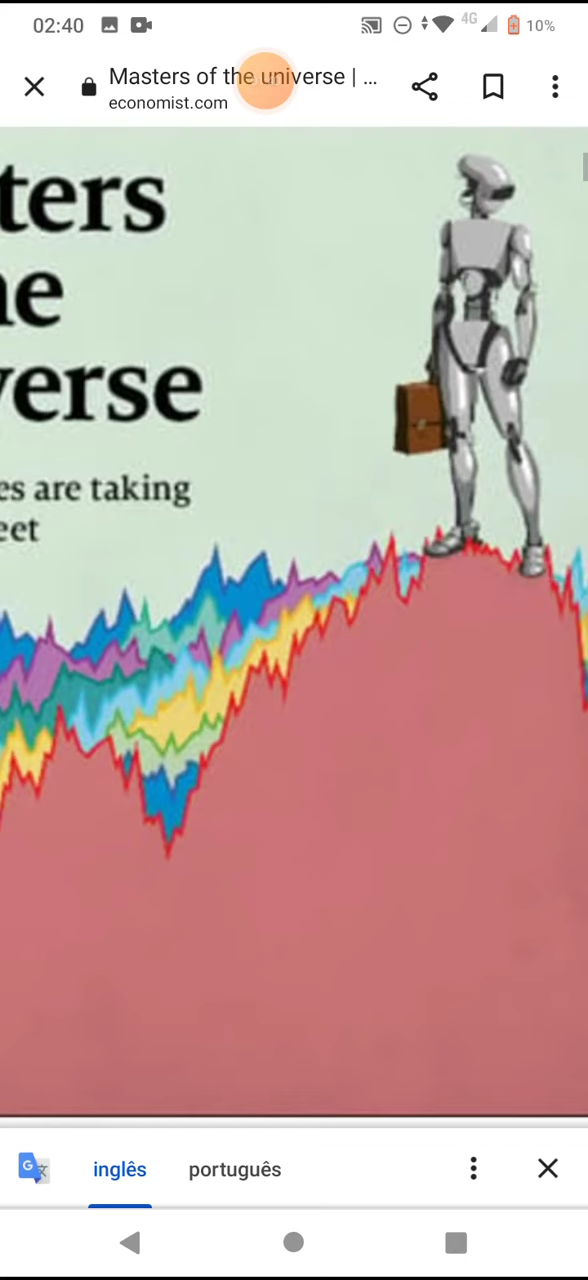 02:40
4G
10%
Masters of the universe | ...
economist.com
ters
e
verse
es are taking
eet
inglês
português